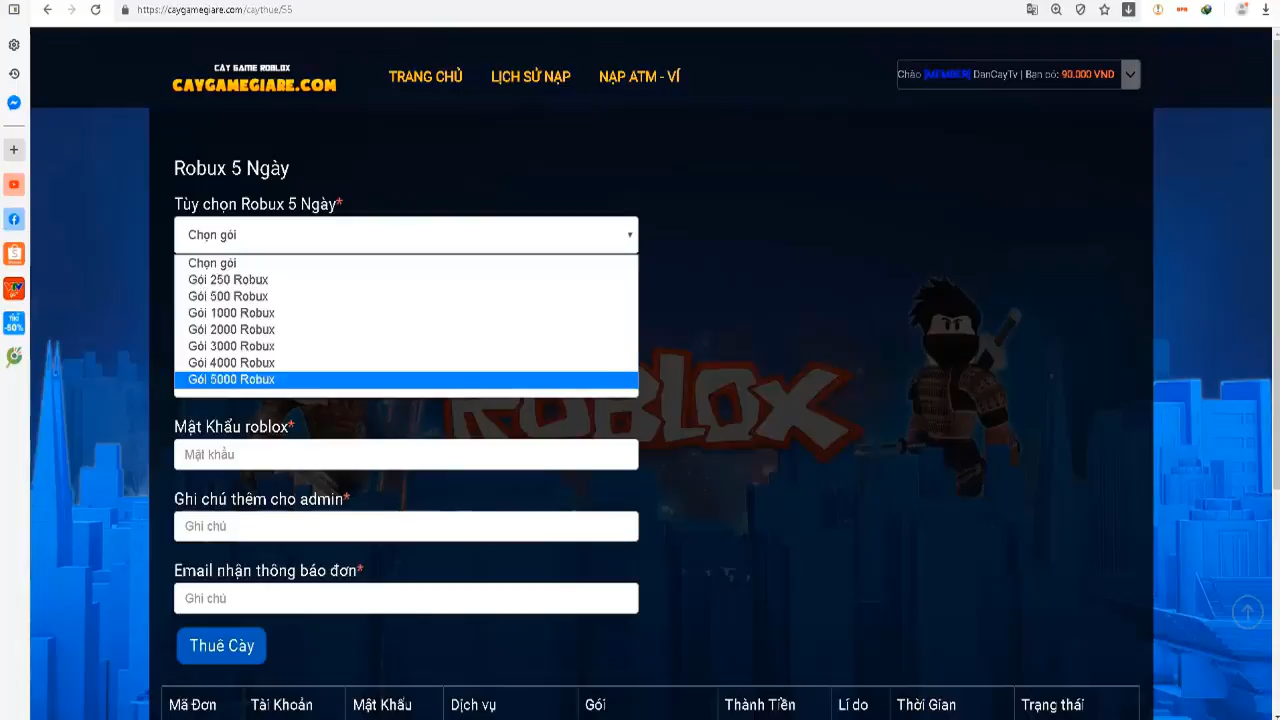 https://caygamegiare.com/caythue/55
CÀY GAME ROBLOX
CAYGAMEGIARE.COM
TRANG CHỦ
LỊCH SỬ NẠP
NẠP ATM - VÍ
Chào [MEMBER] DanCayTv | Bạn có: 90.000 VND
Robux 5 Ngày
Tùy chọn Robux 5 Ngày*
Chọn gói
Chọn gói
Gói 250 Robux
Gói 500 Robux
Gói 1000 Robux
Gói 2000 Robux
Gói 3000 Robux
Gói 4000 Robux
Gói 5000 Robux
ROBLOX
Mật Khẩu roblox*
Mật khẩu
Ghi chú thêm cho admin*
Ghi chú
Email nhận thông báo đơn*
Ghi chú
Thuê Cày
Mã Đơn Tài Khoản Mật Khẩu Dịch vụ Gói Thành Tiền Lí do Thời Gian Trạng thái